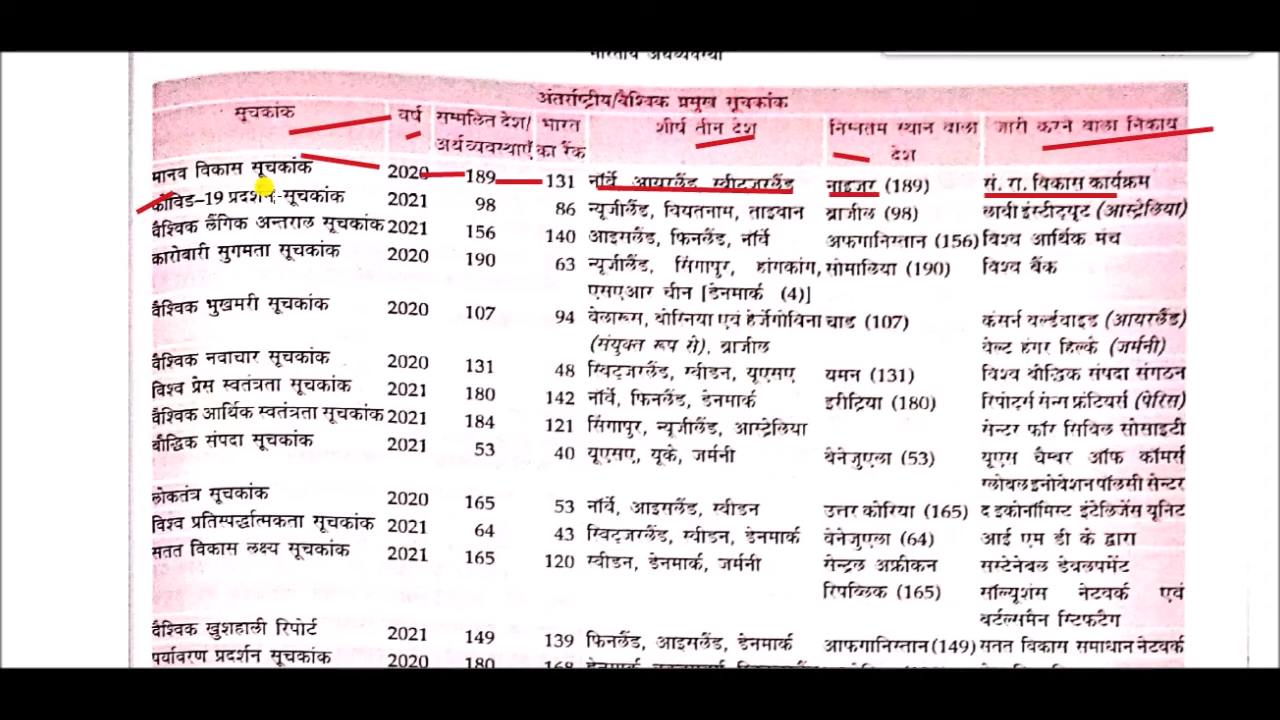 भारतीय अर्थव्यवस्था
अंतर्राष्ट्रीय/वैश्विक प्रमुख सूचकांक
सूचकांक वर्ष सम्मलित देश/ अर्थव्यवस्थाएँ भारत का रैंक शीर्ष तीन देश निम्नतम स्थान वाला देश जारी करने वाला निकाय
मानव विकास सूचकांक 2020 189 131 नॉर्वे, आयरलैंड, स्वीट्जरलैंड नाइजर (189) सं. रा. विकास कार्यक्रम
कोविड-19 प्रदर्शन-सूचकांक 2021 98 86 न्यूजीलैंड, वियतनाम, ताइवान ब्राजील (98) लावी इंस्टीट्यूट (आस्ट्रेलिया)
वैश्विक लैंगिक अन्तराल सूचकांक 2021 156 140 आइसलैंड, फिनलैंड, नॉर्वे अफगानिस्तान (156) विश्व आर्थिक मंच
कारोबारी सुगमता सूचकांक 2020 190 63 न्यूजीलैंड, सिंगापुर, हांगकांग, सोमालिया (190) विश्व बैंक
एसएआर चीन [डेनमार्क (4)]
वैश्विक भुखमरी सूचकांक 2020 107 94 बेलारूस, बोस्निया एवं हर्जेगोविना चाड (107) कंसर्न वर्ल्डवाइड (आयरलैंड)
(संयुक्त रूप से), ब्राजील वेल्ट हंगर हिल्फे (जर्मनी)
वैश्विक नवाचार सूचकांक 2020 131 48 स्विट्जरलैंड, स्वीडन, यूएसए यमन (131) विश्व बौद्धिक संपदा संगठन
विश्व प्रेस स्वतंत्रता सूचकांक 2021 180 142 नॉर्वे, फिनलैंड, डेनमार्क इरीट्रिया (180) रिपोर्ट्स सेन्स फ्रंटियर्स (पेरिस)
वैश्विक आर्थिक स्वतंत्रता सूचकांक 2021 184 121 सिंगापुर, न्यूजीलैंड, आस्ट्रेलिया सेन्टर फॉर सिविल सोसाइटी
बौद्धिक संपदा सूचकांक 2021 53 40 यूएसए, यूके, जर्मनी वेनेजुएला (53) यूएस चैम्बर ऑफ कॉमर्स
ग्लोबल इनोवेशन पॉलसी सेन्टर
लोकतंत्र सूचकांक 2020 165 53 नॉर्वे, आइसलैंड, स्वीडन उत्तर कोरिया (165) द इकोनॉमिस्ट इंटेलिजेंस यूनिट
विश्व प्रतिस्पर्द्धात्मकता सूचकांक 2021 64 43 स्विट्जरलैंड, स्वीडन, डेनमार्क वेनेजुएला (64) आई एम डी के द्वारा
सतत विकास लक्ष्य सूचकांक 2021 165 120 स्वीडन, डेनमार्क, जर्मनी सेन्ट्रल अफ्रीकन सस्टेनेबल डेवलपमेंट
रिपब्लिक (165) सॉल्यूशंस नेटवर्क एवं
बर्टल्समैन स्टिफटैंग
वैश्विक खुशहाली रिपोर्ट 2021 149 139 फिनलैंड, आइसलैंड, डेनमार्क आफगानिस्तान (149) सतत विकास समाधान नेटवर्क
पर्यावरण प्रदर्शन सूचकांक 2020 180 168